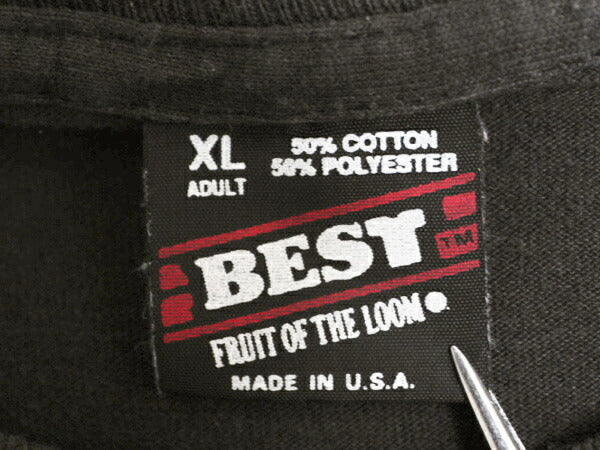 XL
ADULT
50% COTTON
50% POLYESTER
BEST
TM
FRUIT OF THE LOOM
MADE IN U.S.A.